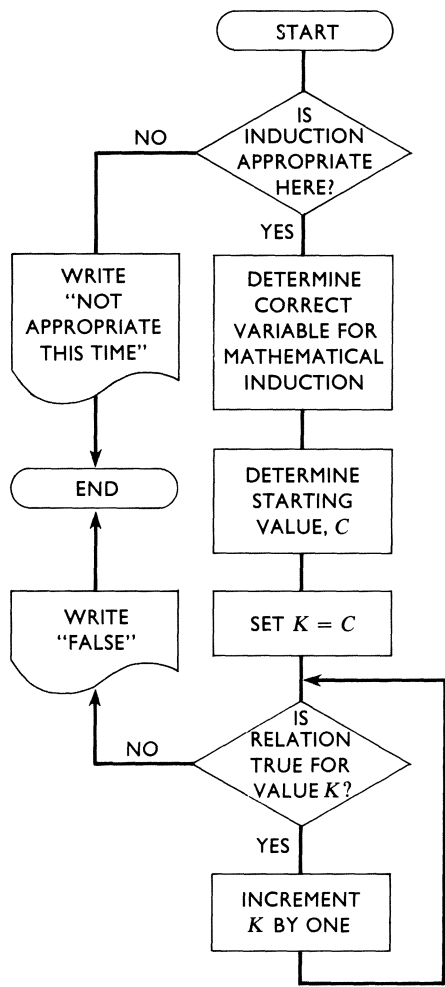 START
IS
INDUCTION
APPROPRIATE
HERE?
NO
YES
WRITE
“NOT
APPROPRIATE
THIS TIME”
DETERMINE
CORRECT
VARIABLE FOR
MATHEMATICAL
INDUCTION
END
DETERMINE
STARTING
VALUE, C
WRITE
“FALSE”
SET K = C
IS
RELATION
TRUE FOR
VALUE K?
NO
YES
INCREMENT
K BY ONE